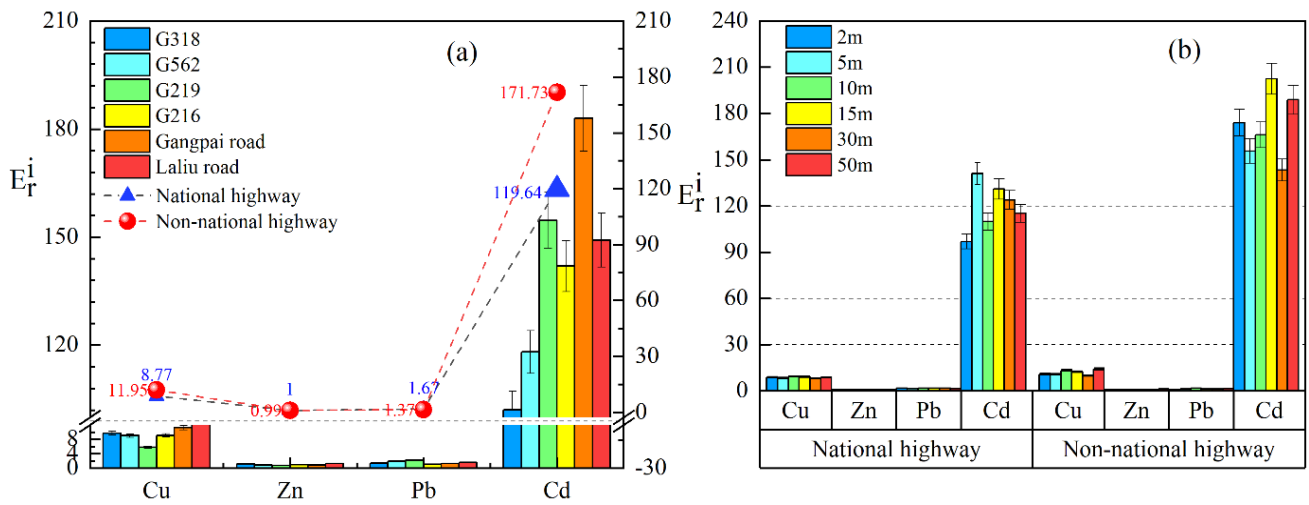 (a)
210
180
150
120
8
4
0
E_r^i
G318
G562
G219
G216
Gangpai road
Laliu road
National highway
Non-national highway
171.73
119.64
8.77
11.95
1
0.99
1.67
1.37
210
180
150
120
90
60
30
0
-30
Cu Zn Pb Cd
(b)
240
210
180
150
120
90
60
30
0
30
60
E_r^i
2m
5m
10m
15m
30m
50m
Cu Zn Pb Cd Cu Zn Pb Cd
National highway Non-national highway